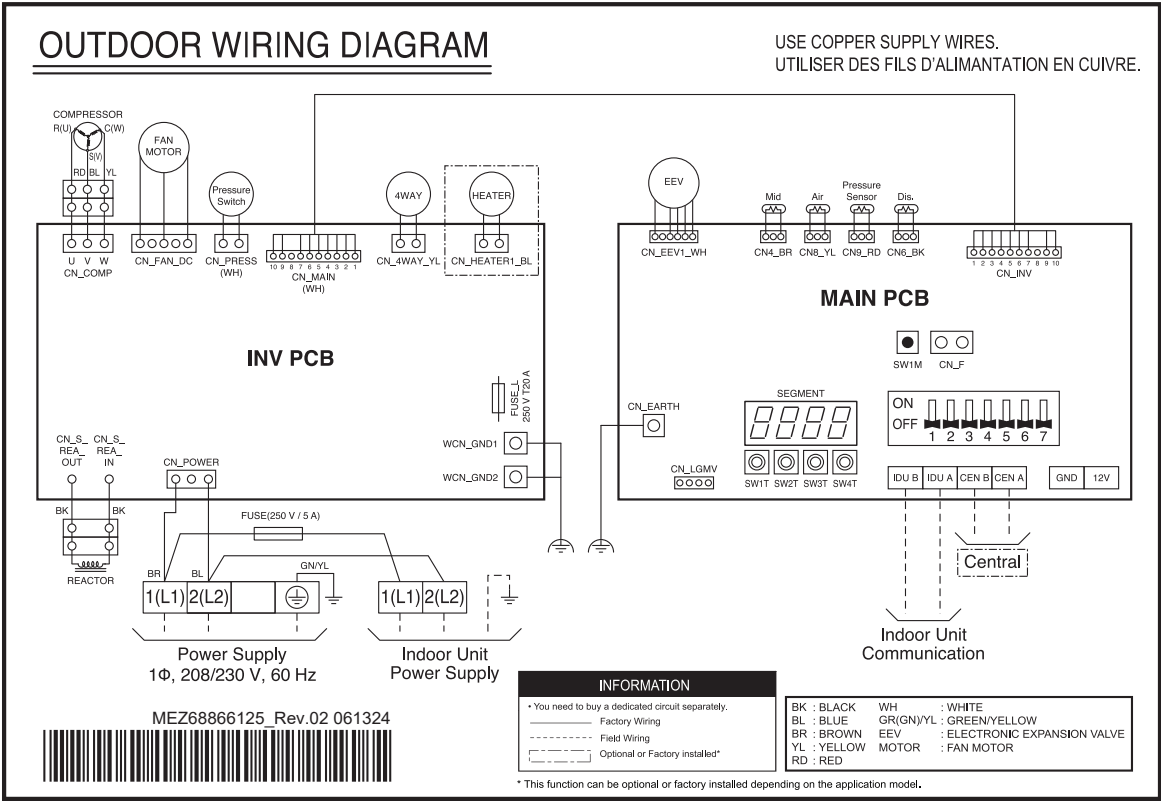 OUTDOOR WIRING DIAGRAM
USE COPPER SUPPLY WIRES.
UTILISER DES FILS D'ALIMANTATION EN CUIVRE.
COMPRESSOR
R(U)
C(W)
S(V)
RD BL YL
FAN
MOTOR
Pressure
Switch
4WAY
HEATER
U V W
CN_COMP
CN_FAN_DC
CN_PRESS
(WH)
10 9 8 7 6 5 4 3 2 1
CN_MAIN
(WH)
CN_4WAY_YL
CN_HEATER1_BL
INV PCB
FUSE_L
250 V T20 A
WCN_GND1
WCN_GND2
CN_S_
REA_
OUT
CN_S_
REA_
IN
CN_POWER
BK
BK
REACTOR
FUSE(250 V / 5 A)
BR
BL
GN/YL
1(L1) 2(L2)
1(L1) 2(L2)
Power Supply
1Φ, 208/230 V, 60 Hz
Indoor Unit
Power Supply
EEV
Mid
Air
Pressure
Sensor
Dis.
CN_EEV1_WH
CN4_BR
CN8_YL
CN9_RD
CN6_BK
1 2 3 4 5 6 7 8 9 10
CN_INV
MAIN PCB
SW1M
CN_F
CN_EARTH
SEGMENT
SW1T SW2T SW3T SW4T
CN_LGMV
ON
OFF
1 2 3 4 5 6 7
IDU B IDU A CEN B CEN A
GND 12V
Central
Indoor Unit
Communication
MEZ68866125_Rev.02 061324
INFORMATION
• You need to buy a dedicated circuit separately.
Factory Wiring
Field Wiring
Optional or Factory installed*
BK : BLACK WH : WHITE
BL : BLUE GR(GN)/YL : GREEN/YELLOW
BR : BROWN EEV : ELECTRONIC EXPANSION VALVE
YL : YELLOW MOTOR : FAN MOTOR
RD : RED
* This function can be optional or factory installed depending on the application model.